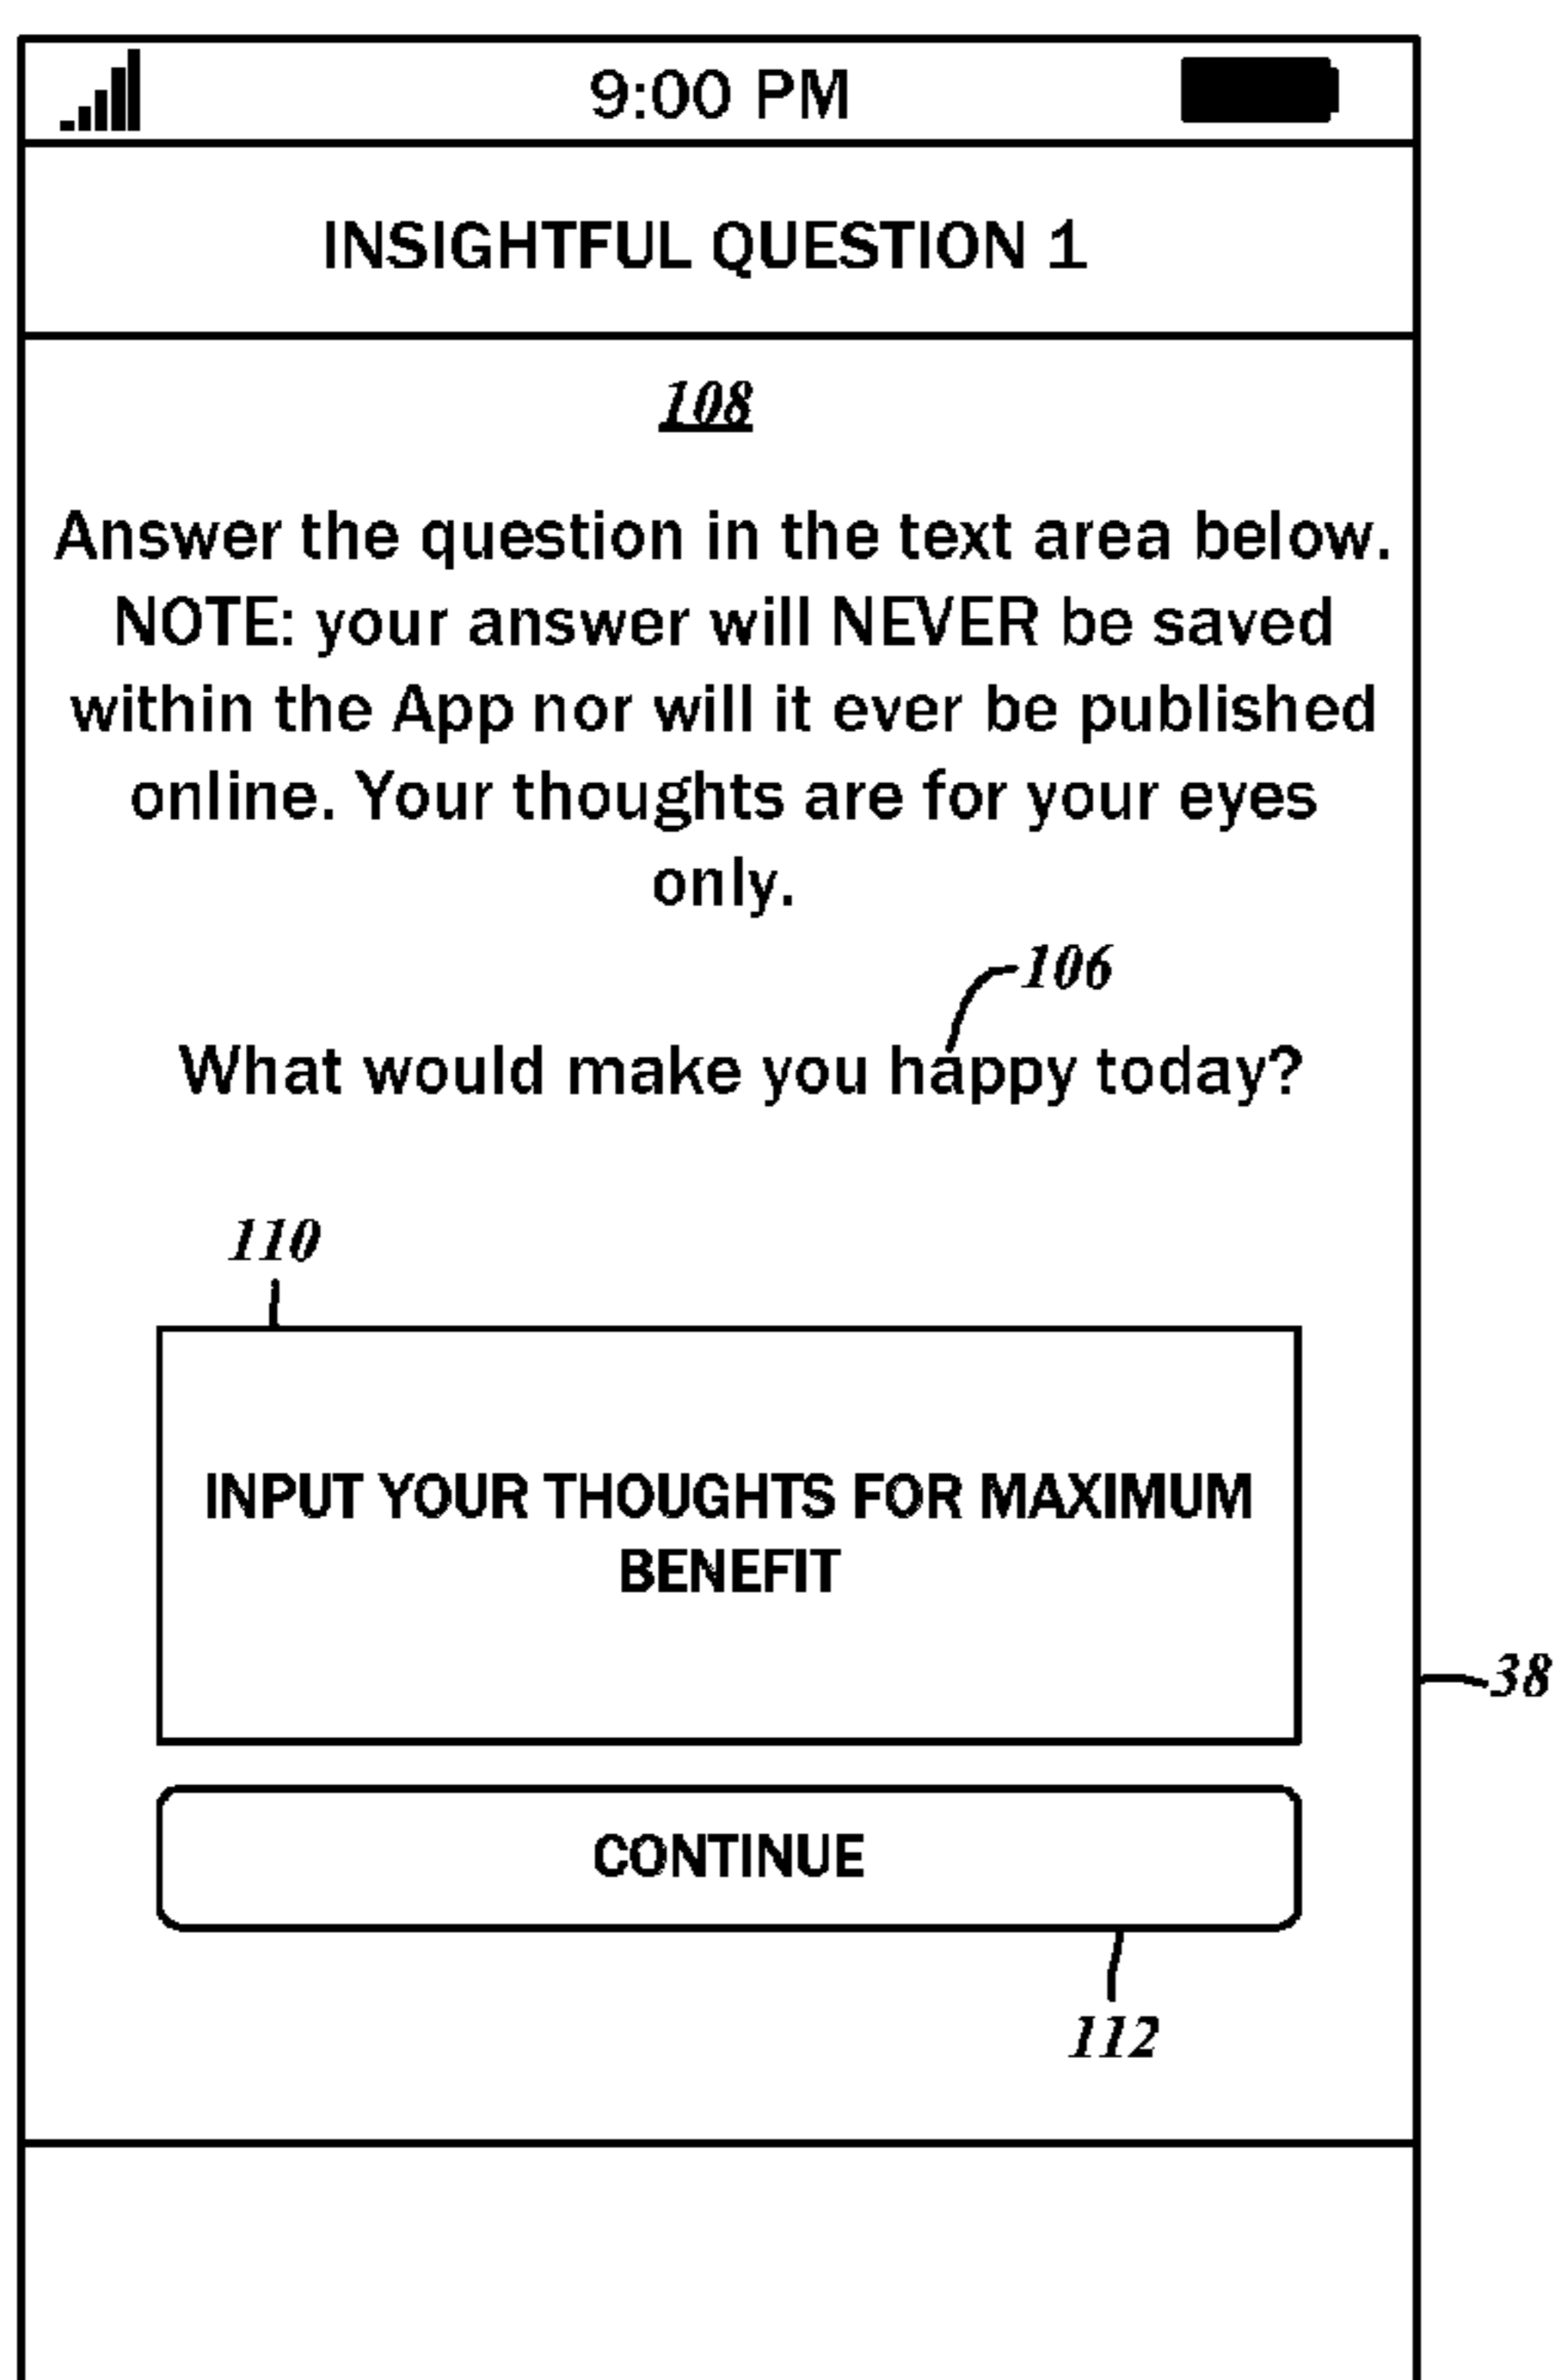 9:00 PM
INSIGHTFUL QUESTION 1
108
Answer the question in the text area below.
NOTE: your answer will NEVER be saved
within the App nor will it ever be published
online. Your thoughts are for your eyes
only.
106
What would make you happy today?
110
INPUT YOUR THOUGHTS FOR MAXIMUM
BENEFIT
38
CONTINUE
112